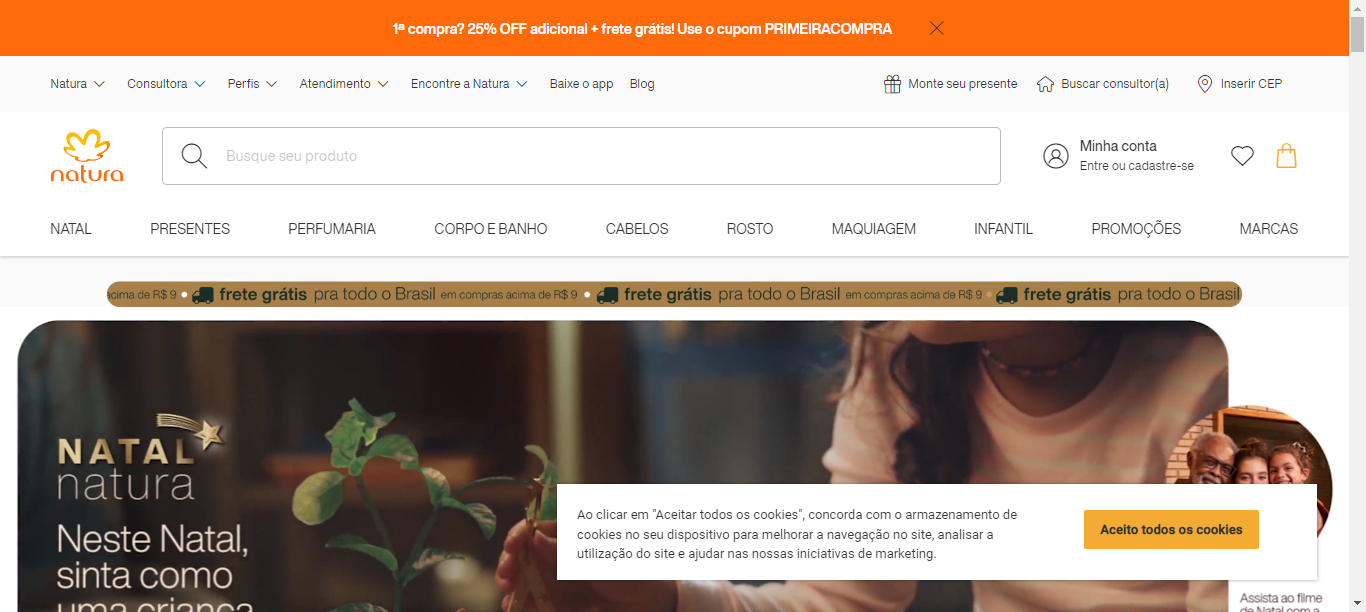 1ª compra? 25% OFF adicional + frete grátis! Use o cupom PRIMEIRACOMPRA
Natura Consultora Perfis Atendimento Encontre a Natura Baixe o app Blog Monte seu presente Buscar consultor(a) Inserir CEP
natura
Busque seu produto
Minha conta
Entre ou cadastre-se
NATAL PRESENTES PERFUMARIA CORPO E BANHO CABELOS ROSTO MAQUIAGEM INFANTIL PROMOÇÕES MARCAS
acima de R$ 9 • frete grátis pra todo o Brasil em compras acima de R$ 9 • frete grátis pra todo o Brasil em compras acima de R$ 9 • frete grátis pra todo o Brasil
NATAL
natura
Neste Natal,
sinta como
uma criança
Ao clicar em "Aceitar todos os cookies", concorda com o armazenamento de
cookies no seu dispositivo para melhorar a navegação no site, analisar a
utilização do site e ajudar nas nossas iniciativas de marketing.
Aceito todos os cookies
Assista ao filme
de Natal com a